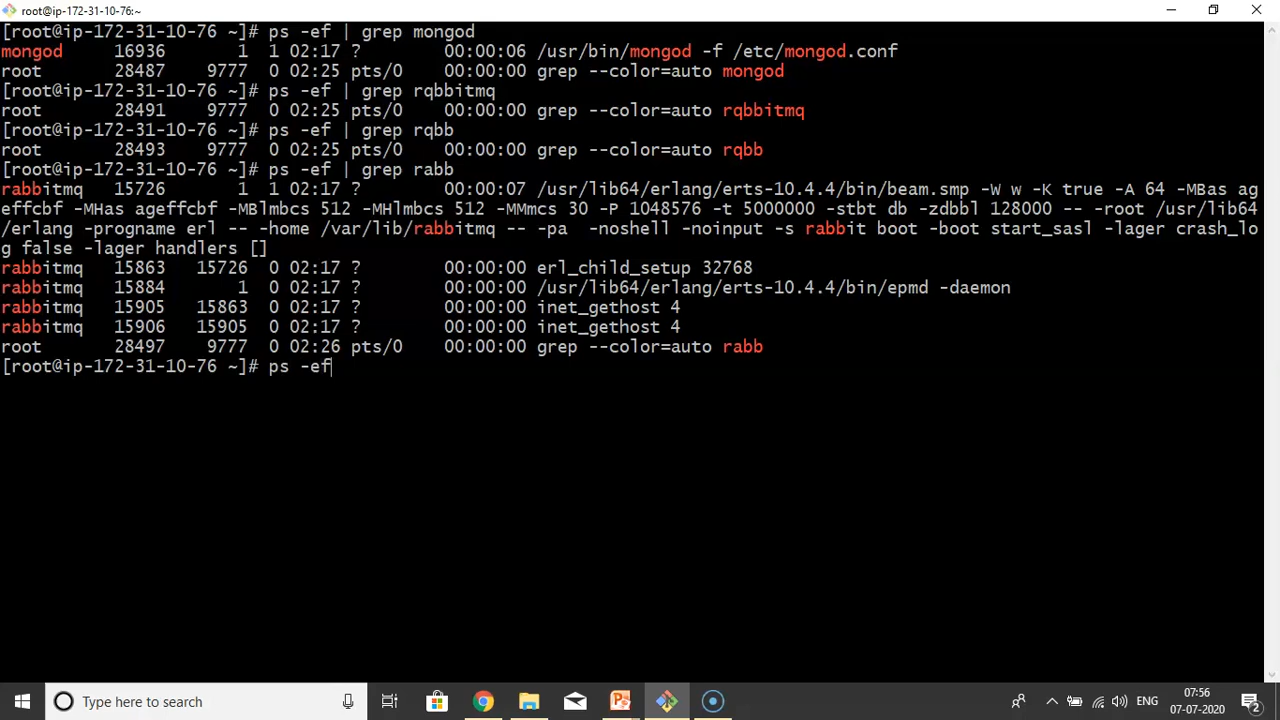 root@ip-172-31-10-76:~
[root@ip-172-31-10-76 ~]# ps -ef | grep mongod
mongod 16936 1 1 02:17 ? 00:00:06 /usr/bin/mongod -f /etc/mongod.conf
root 28487 9777 0 02:25 pts/0 00:00:00 grep --color=auto mongod
[root@ip-172-31-10-76 ~]# ps -ef | grep rqbbitmq
root 28491 9777 0 02:25 pts/0 00:00:00 grep --color=auto rqbbitmq
[root@ip-172-31-10-76 ~]# ps -ef | grep rqbb
root 28493 9777 0 02:25 pts/0 00:00:00 grep --color=auto rqbb
[root@ip-172-31-10-76 ~]# ps -ef | grep rabb
rabbitmq 15726 1 1 02:17 ? 00:00:07 /usr/lib64/erlang/erts-10.4.4/bin/beam.smp -W w -K true -A 64 -MBas ag
effcbf -MHas ageffcbf -MBlmbcs 512 -MHlmbcs 512 -MMmcs 30 -P 1048576 -t 5000000 -stbt db -zdbbl 128000 -- -root /usr/lib64
/erlang -progname erl -- -home /var/lib/rabbitmq -- -pa -noshell -noinput -s rabbit boot -boot start_sasl -lager crash_lo
g false -lager handlers []
rabbitmq 15863 15726 0 02:17 ? 00:00:00 erl_child_setup 32768
rabbitmq 15884 1 0 02:17 ? 00:00:00 /usr/lib64/erlang/erts-10.4.4/bin/epmd -daemon
rabbitmq 15905 15863 0 02:17 ? 00:00:00 inet_gethost 4
rabbitmq 15906 15905 0 02:17 ? 00:00:00 inet_gethost 4
root 28497 9777 0 02:26 pts/0 00:00:00 grep --color=auto rabb
[root@ip-172-31-10-76 ~]# ps -ef
Type here to search
ENG
07:56
07-07-2020
2